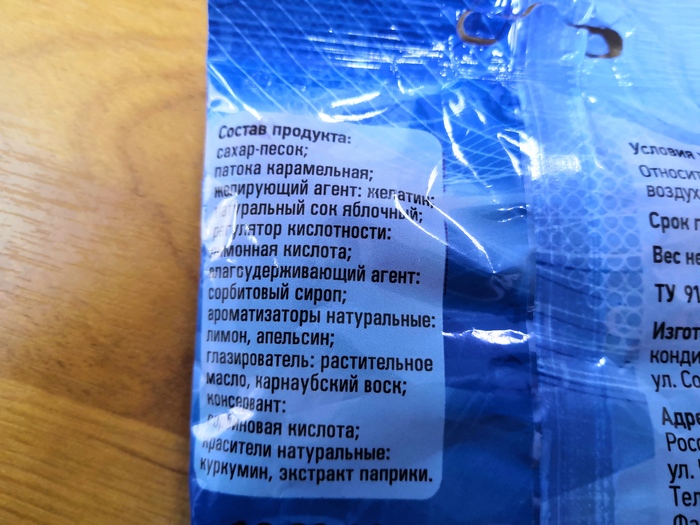 Состав продукта:
сахар-песок;
патока карамельная;
желирующий агент: желатин;
натуральный сок яблочный;
регулятор кислотности:
лимонная кислота;
влагоудерживающий агент:
сорбитовый сироп;
ароматизаторы натуральные:
лимон, апельсин;
глазирователь: растительное
масло, карнаубский воск;
консервант:
сорбиновая кислота;
красители натуральные:
куркумин, экстракт паприки.
Условия
Относит
воздух
Срок г
Вес не
ТУ 91
Изгот
конди
ул. Со
Адре
Росс
ул.
Тел
Фа